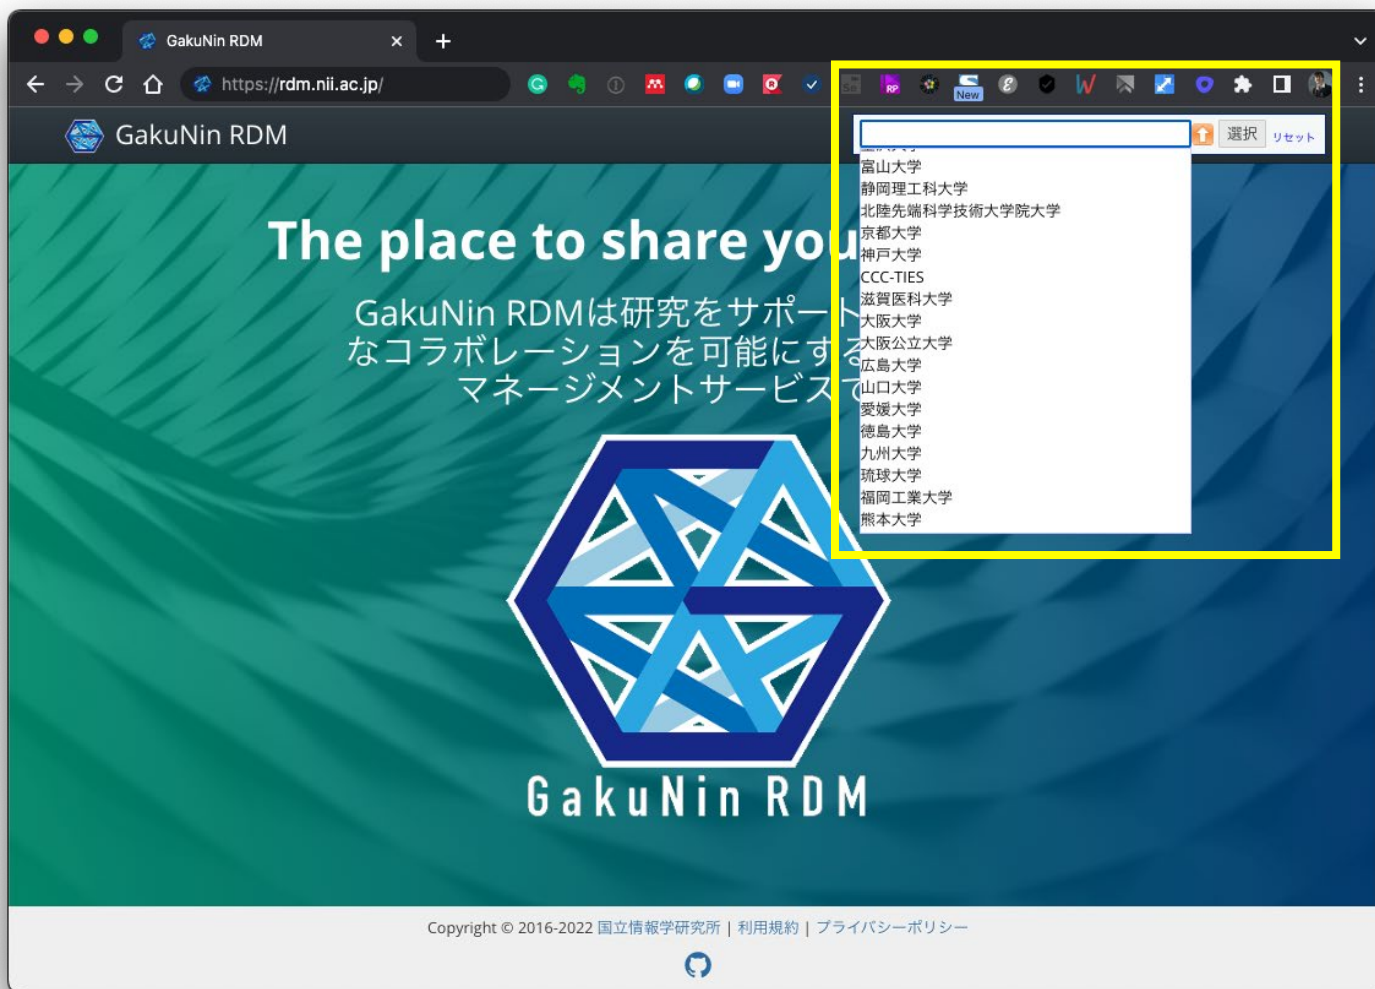 GakuNin RDM
https://rdm.nii.ac.jp/
RP
New
GakuNin RDM
選択
リセット
富山大学
静岡理工科大学
北陸先端科学技術大学院大学
京都大学
神戸大学
CCC-TIES
滋賀医科大学
大阪大学
大阪公立大学
広島大学
山口大学
愛媛大学
徳島大学
九州大学
琉球大学
福岡工業大学
熊本大学
The place to share you
GakuNin RDMは研究をサポート
なコラボレーションを可能にする
マネージメントサービスで
GakuNin RDM
Copyright © 2016-2022 国立情報学研究所 | 利用規約 | プライバシーポリシー